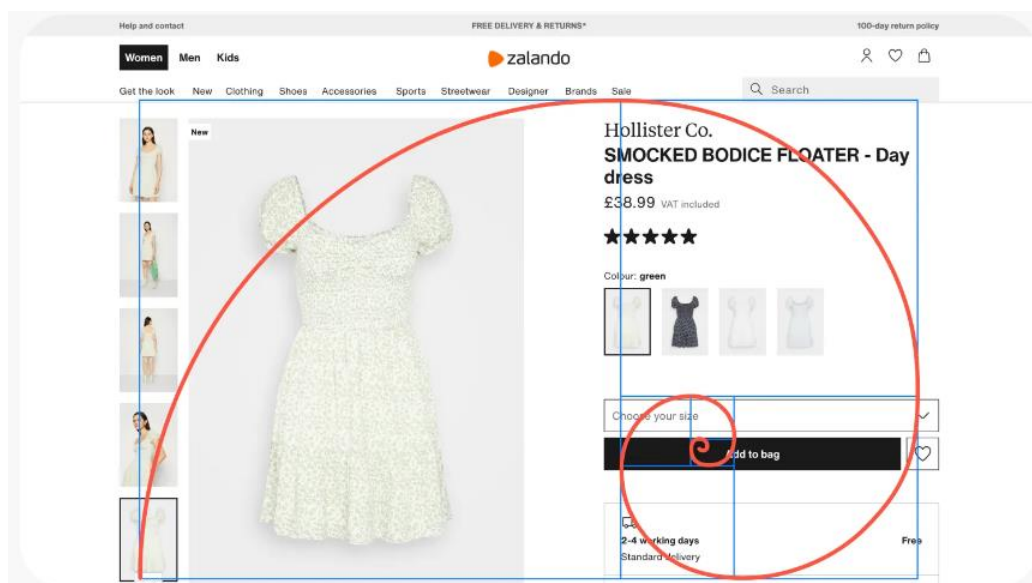 Help and contact
FREE DELIVERY & RETURNS*
100-day return policy
Women Men Kids
zalando
Get the look New Clothing Shoes Accessories Sports Streetwear Designer Brands Sale
Search
New
Hollister Co.
SMOCKED BODICE FLOATER - Day
dress
£38.99 VAT included
Colour: green
Choose your size
Add to bag
2-4 working days Free
Standard delivery